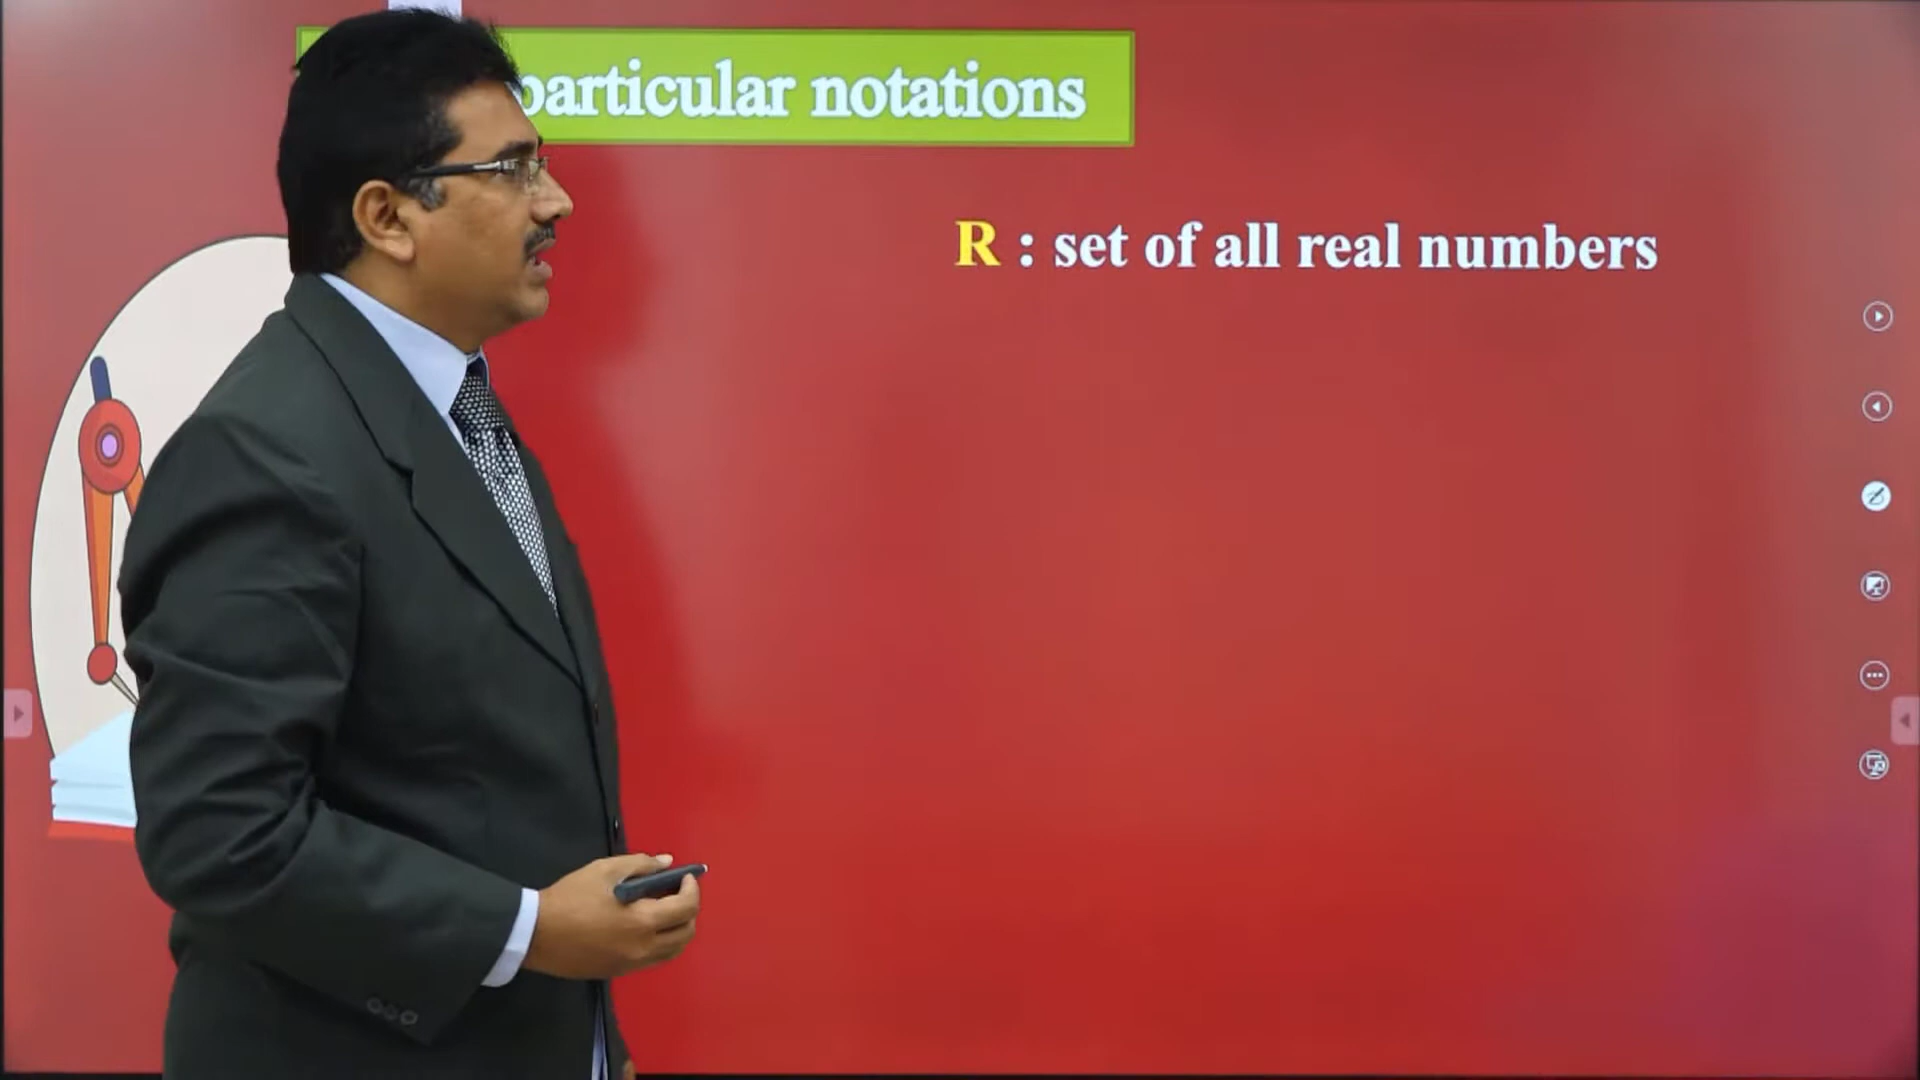 particular notations
R : set of all real numbers